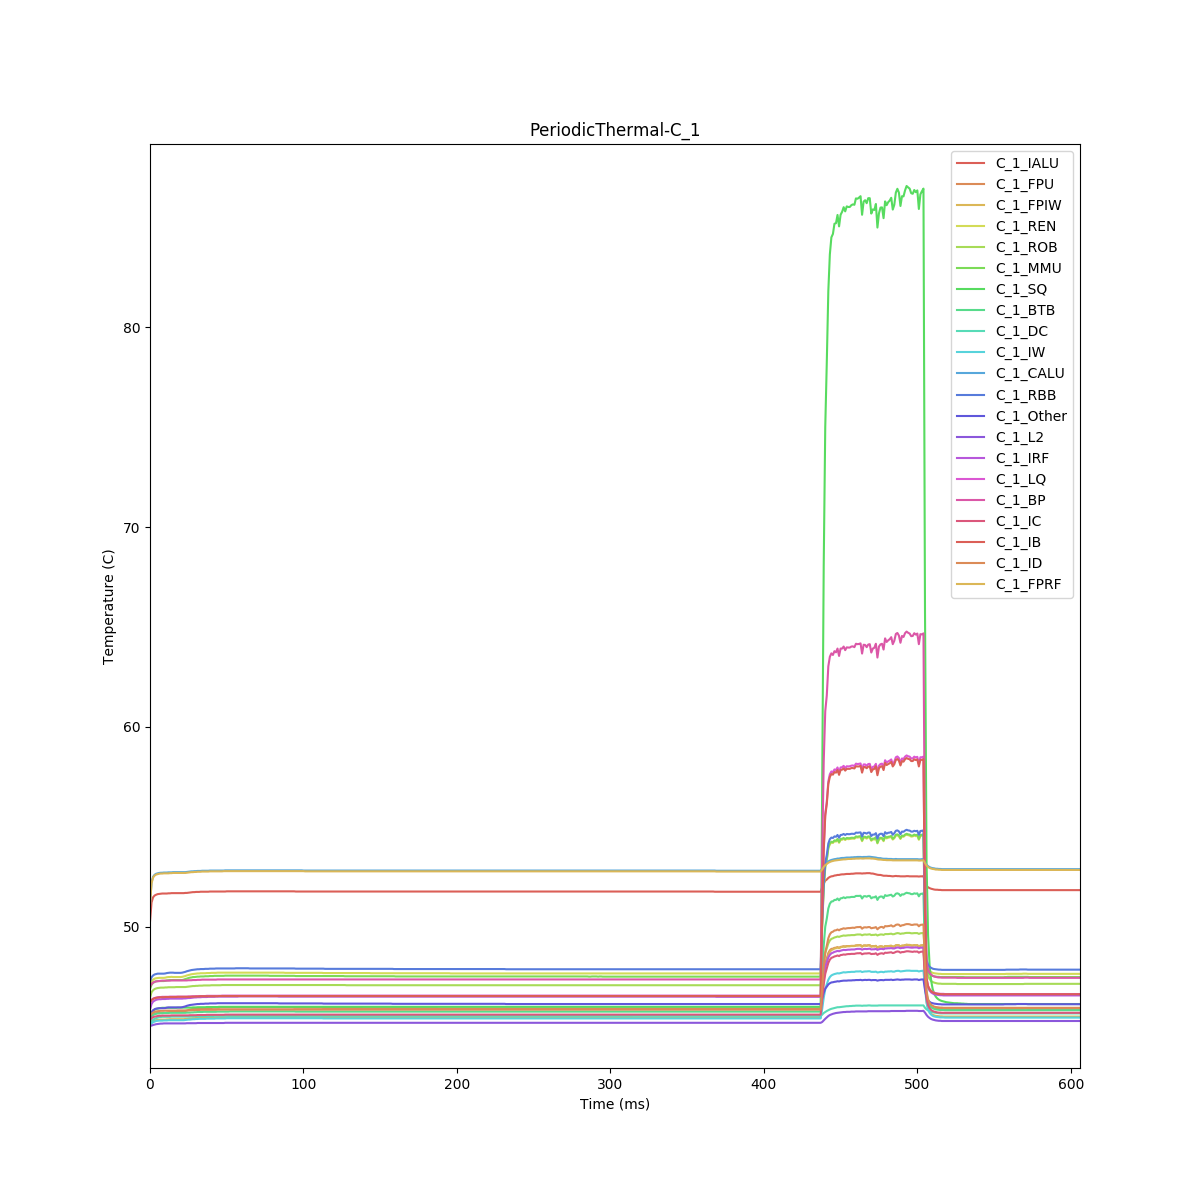 PeriodicThermal-C_1
C_1_IALU
C_1_FPU
C_1_FPIW
C_1_REN
C_1_ROB
C_1_MMU
C_1_SQ
C_1_BTB
C_1_DC
C_1_IW
C_1_CALU
C_1_RBB
C_1_Other
C_1_L2
C_1_IRF
C_1_LQ
C_1_BP
C_1_IC
C_1_IB
C_1_ID
C_1_FPRF
80
70
60
50
Temperature (C)
0 100 200 300 400 500 600
Time (ms)